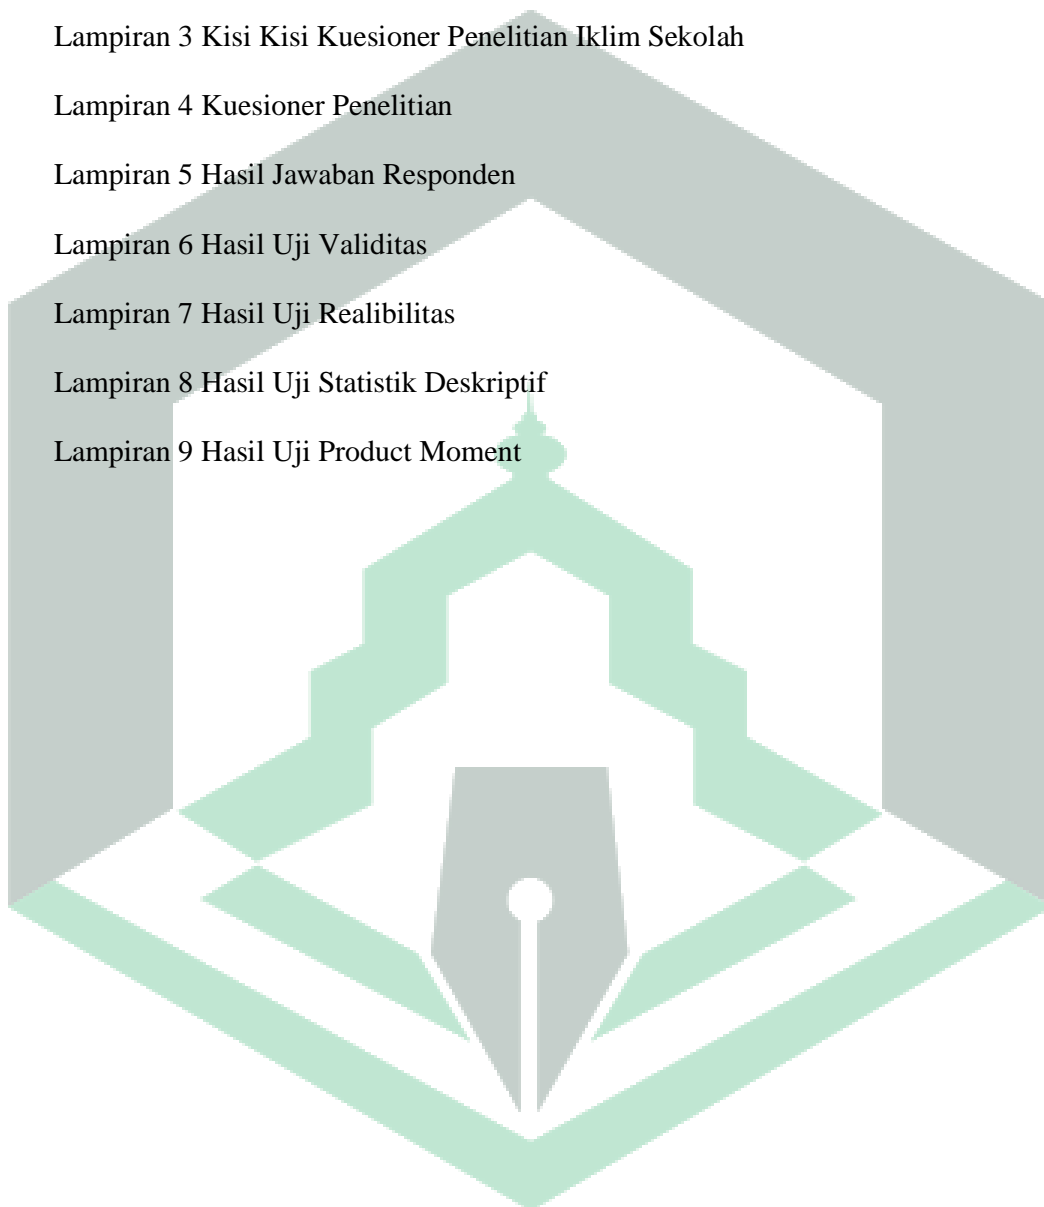 Lampiran 3 Kisi Kisi Kuesioner Penelitian Iklim Sekolah
Lampiran 4 Kuesioner Penelitian
Lampiran 5 Hasil Jawaban Responden
Lampiran 6 Hasil Uji Validitas
Lampiran 7 Hasil Uji Realibilitas
Lampiran 8 Hasil Uji Statistik Deskriptif
Lampiran 9 Hasil Uji Product Moment